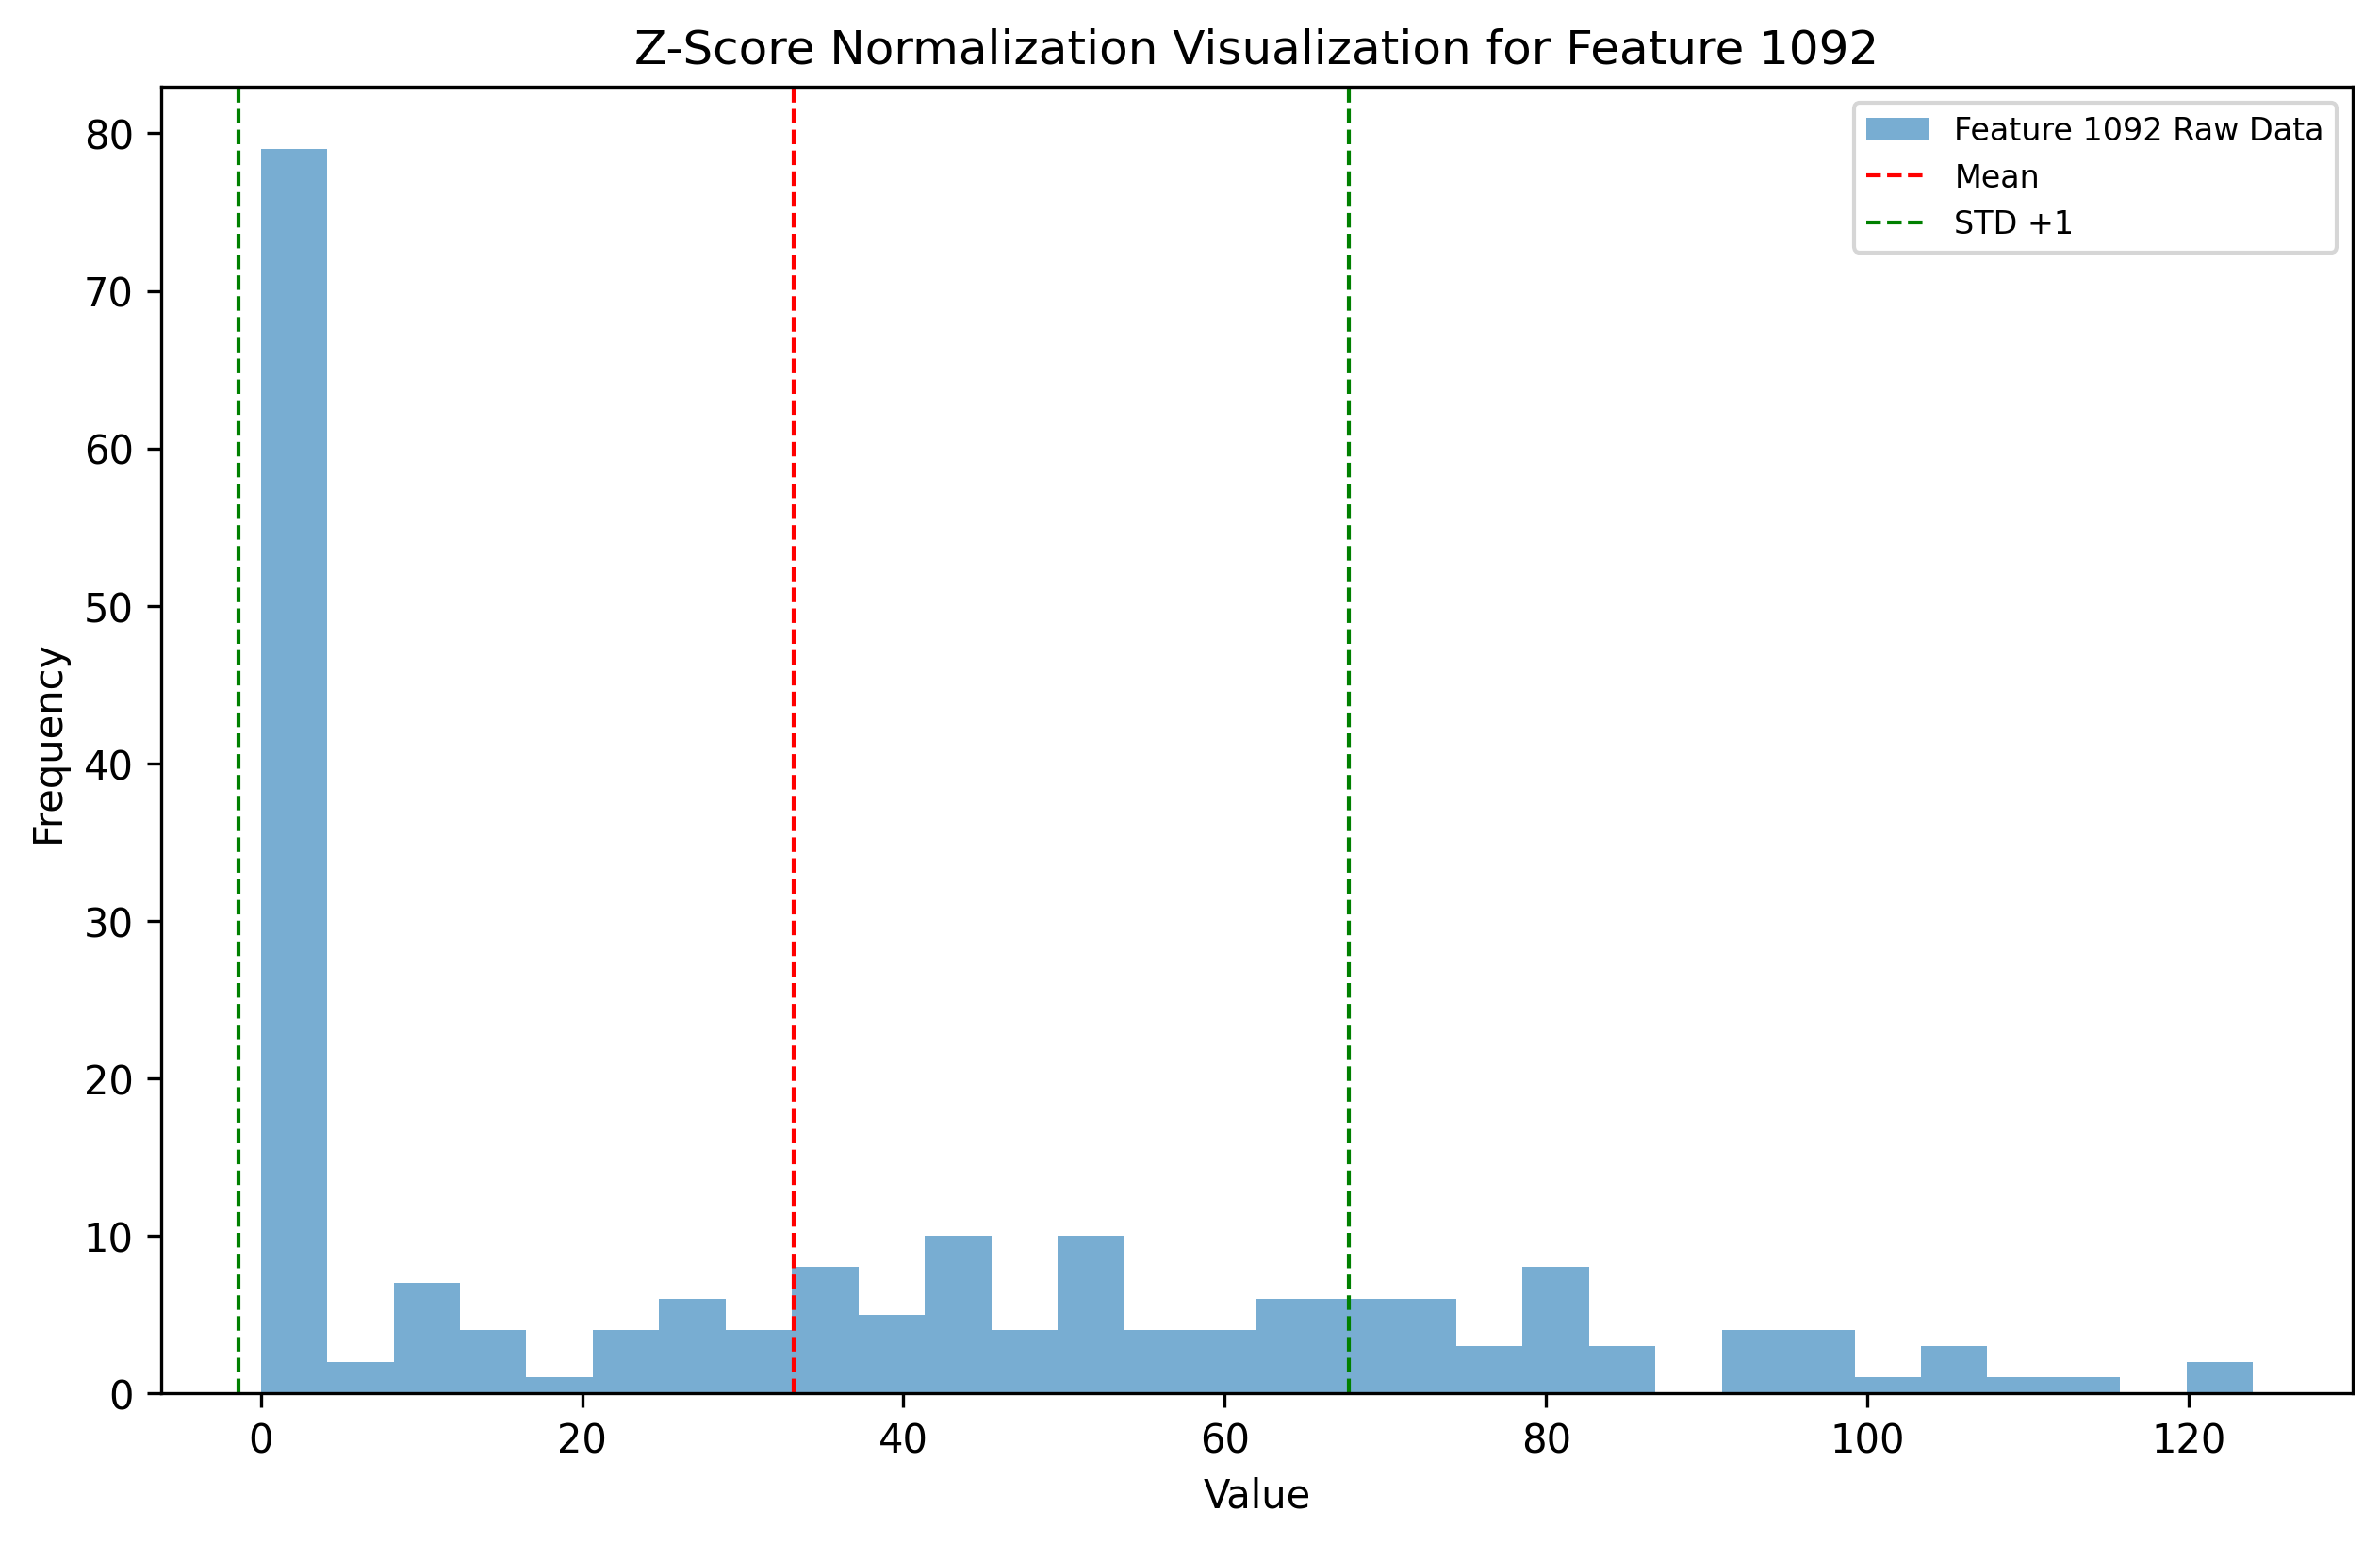 Z-Score Normalization Visualization for Feature 1092
Feature 1092 Raw Data
Mean
STD +1
80
70
60
50
40
30
20
10
0
Frequency
0 20 40 60 80 100 120
Value